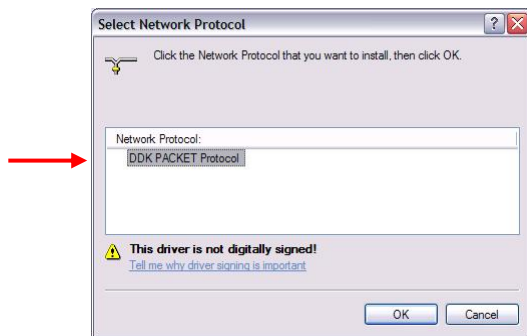 Select Network Protocol
Click the Network Protocol that you want to install, then click OK.
Network Protocol:
DDK PACKET Protocol
This driver is not digitally signed!
Tell me why driver signing is important
OK Cancel